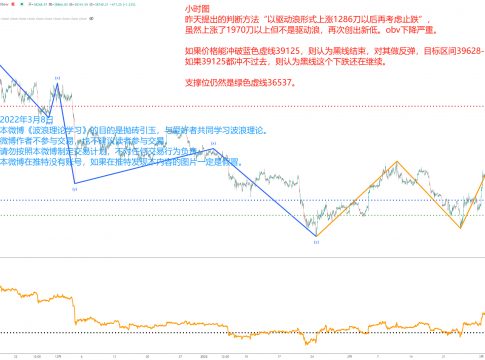 小时图
昨天提出的判断方法“以驱动浪形式上涨1286刀以后再考虑止跌”，
虽然上涨了1970刀以上但不是驱动浪，再次创出新低。obv下降严重。
如果价格能冲破蓝色虚线39125，则认为黑线结束，对其做反弹，目标区间39628-
如果39125都冲不过去，则认为黑线这个下跌还在继续。
支撑位仍然是绿色虚线36537。
2022年3月8日
本微博《波浪理论学习》的目的是抛砖引玉，与爱好者共同学习波浪理论。
微博作者不参与交易，也不建议读者参与交易，
请勿按照本微博制定交易计划，不对任何交易行为负责。
本微博在推特没有账号，如果在推特发现本内容的图片一定是假冒。